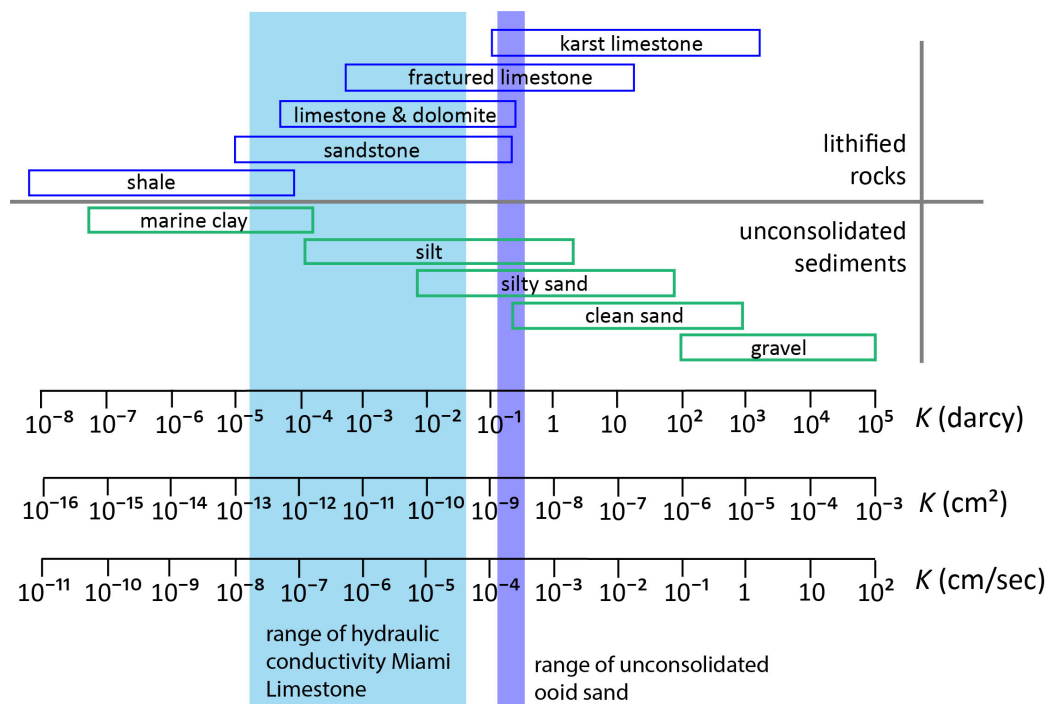 karst limestone
fractured limestone
limestone & dolomite
sandstone
shale
lithified
rocks
marine clay
silt
silty sand
clean sand
gravel
unconsolidated
sediments
10⁻⁸ 10⁻⁷ 10⁻⁶ 10⁻⁵ 10⁻⁴ 10⁻³ 10⁻² 10⁻¹ 1 10 10² 10³ 10⁴ 10⁵ K (darcy)
10⁻¹⁶ 10⁻¹⁵ 10⁻¹⁴ 10⁻¹³ 10⁻¹² 10⁻¹¹ 10⁻¹⁰ 10⁻⁹ 10⁻⁸ 10⁻⁷ 10⁻⁶ 10⁻⁵ 10⁻⁴ 10⁻³ K (cm²)
10⁻¹¹ 10⁻¹⁰ 10⁻⁹ 10⁻⁸ 10⁻⁷ 10⁻⁶ 10⁻⁵ 10⁻⁴ 10⁻³ 10⁻² 10⁻¹ 1 10 10² K (cm/sec)
range of hydraulic
conductivity Miami
Limestone
range of unconsolidated
ooid sand